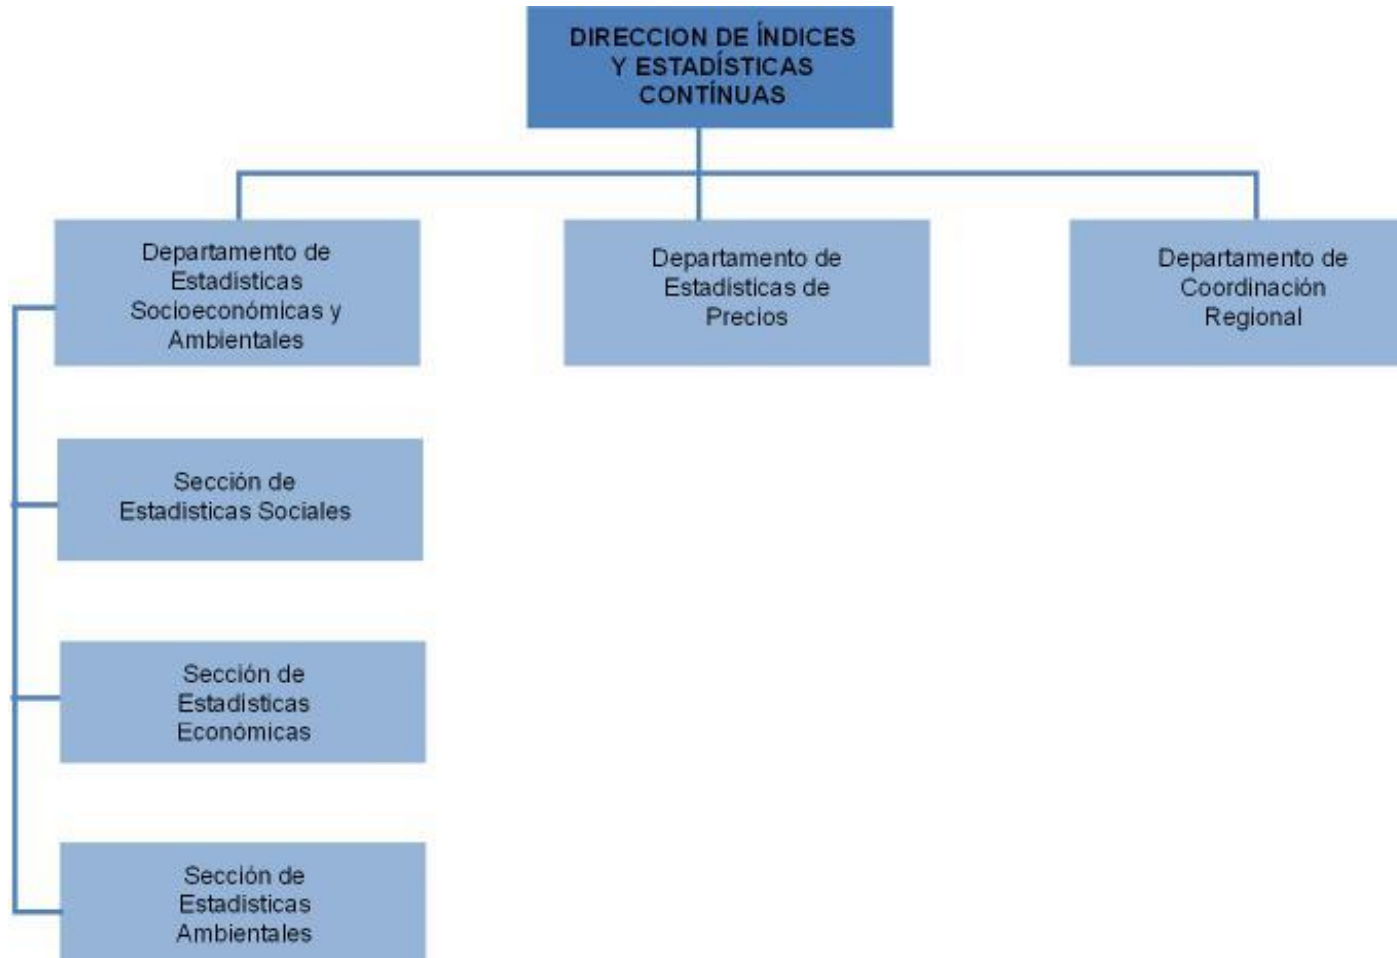 DIRECCION DE ÍNDICES
Y ESTADÍSTICAS
CONTÍNUAS
Departamento de
Estadisticas
Socioeconómicas y
Ambientales
Departamento de
Estadísticas de
Precios
Departamento de
Coordinación
Regional
Sección de
Estadisticas Sociales
Sección de
Estadísticas
Económicas
Sección de
Estadisticas
Ambientales